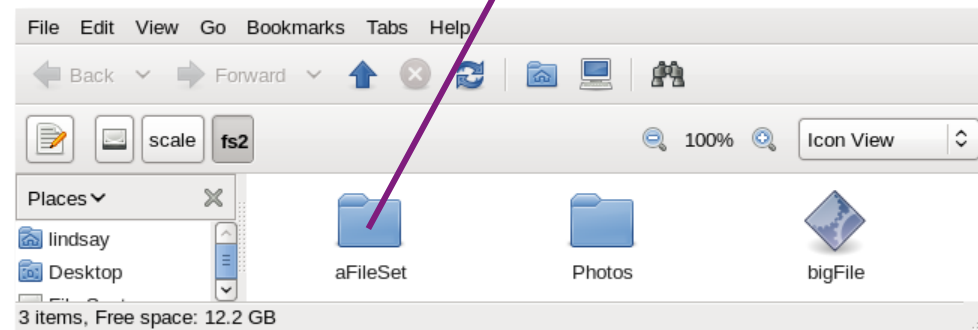 File Edit View Go Bookmarks Tabs Help
Back Forward
scale fs2 100% Icon View
Places
lindsay
Desktop
aFileSet Photos bigFile
3 items, Free space: 12.2 GB